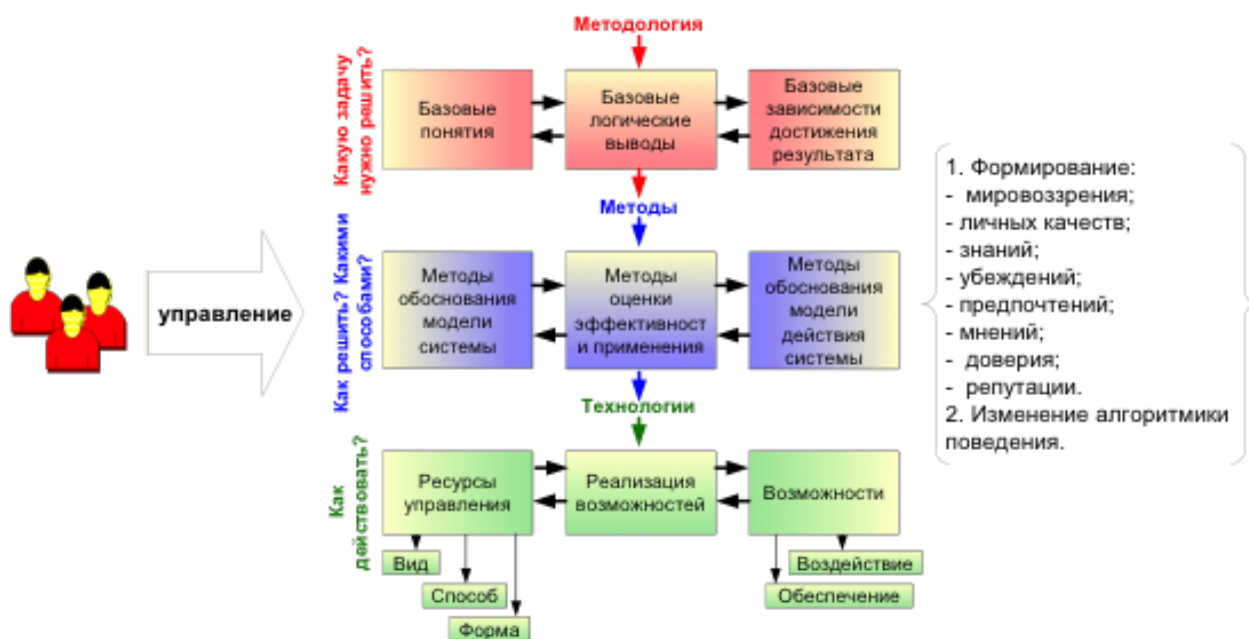 Методология
Какую задачу
нужно решить?
Базовые
понятия
Базовые
логические
выводы
Базовые
зависимости
достижения
результата
Методы
Как решить? Какими
способами?
Методы
обоснования
модели
системы
Методы
оценки
эффективност
и применения
Методы
обоснования
модели
действия
системы
управление
Технологии
Как
действовать?
Ресурсы
управления
Реализация
возможностей
Возможности
Вид
Способ
Форма
Воздействие
Обеспечение
1. Формирование:
- мировоззрения;
- личных качеств;
- знаний;
- убеждений;
- предпочтений;
- мнений;
- доверия;
- репутации.
2. Изменение алгоритмики
поведения.